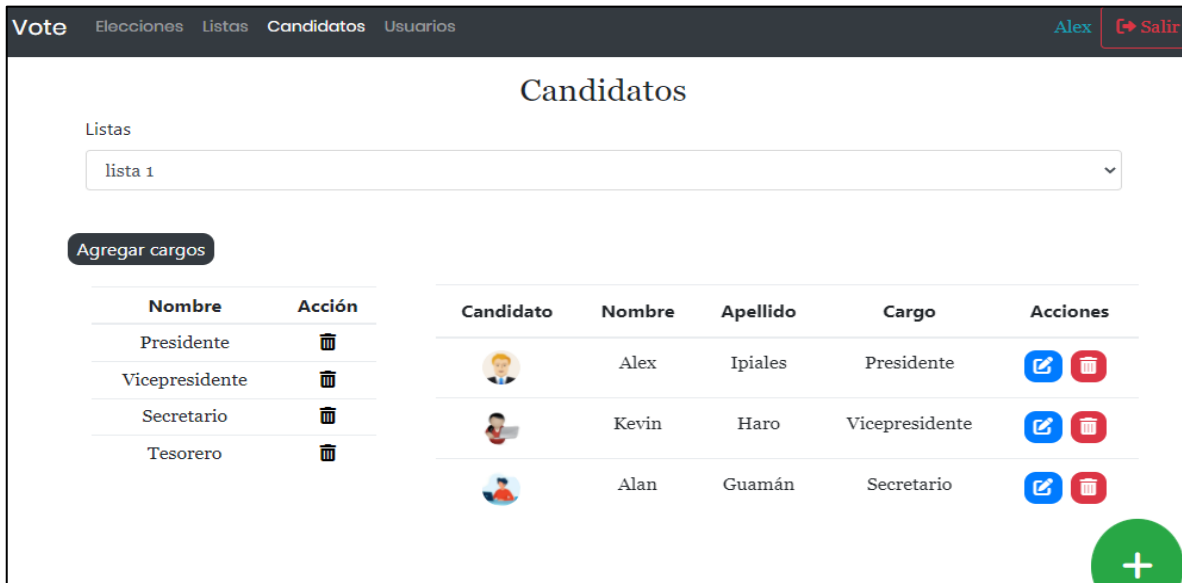 Vote Elecciones Listas Candidatos Usuarios Alex Salir
Candidatos
Listas
lista 1
Agregar cargos
Nombre Acción
Presidente
Vicepresidente
Secretario
Tesorero
Candidato Nombre Apellido Cargo Acciones
Alex Ipiales Presidente
Kevin Haro Vicepresidente
Alan Guamán Secretario
+